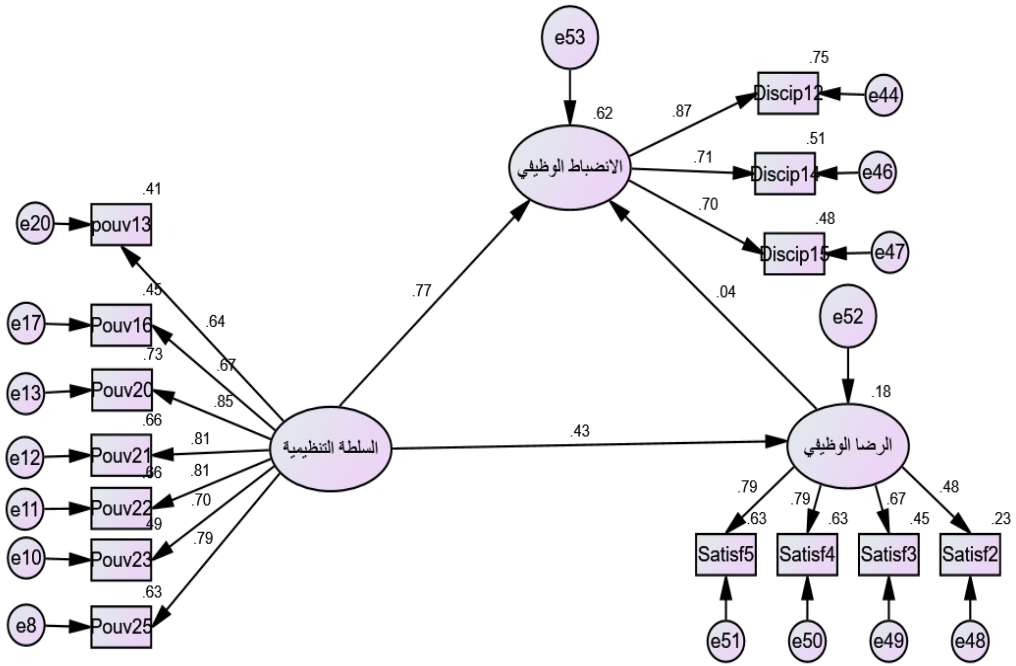 e53
.75
Discip12
e44
.87
.62
الانضباط الوظيفي
.51
.71
Discip14
e46
.70
.48
Discip15
e47
.41
e20
pouv13
.77
.04
e52
.45
e17
Pouv16
.64
.67
.73
e13
Pouv20
.85
.18
.66
e12
Pouv21
.81
السلطة التنظيمية
.43
الرضا الوظيفي
.66
e11
Pouv22
.81
.70
.49
e10
Pouv23
.79
.63
e8
Pouv25
.79
.79
.67
.48
.63
.63
.45
.23
Satisf5
Satisf4
Satisf3
Satisf2
e51
e50
e49
e48